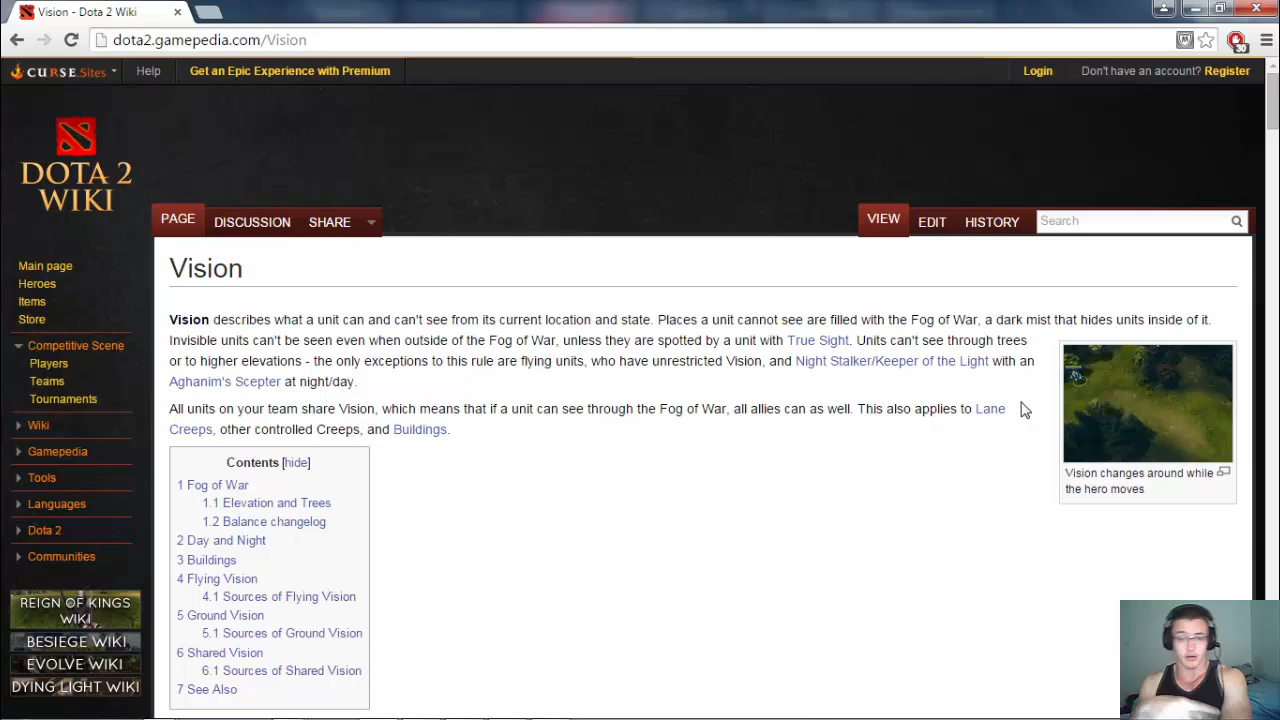 Vision - Dota 2 Wiki
dota2.gamepedia.com/Vision
30
CURSE.Sites
Help
Get an Epic Experience with Premium
Login
Don't have an account? Register
DOTA 2
WIKI
PAGE
DISCUSSION
SHARE
VIEW
EDIT
HISTORY
Search
Main page
Heroes
Items
Store
Competitive Scene
Players
Teams
Tournaments
Wiki
Gamepedia
Tools
Languages
Dota 2
Communities
REIGN OF KINGS
WIKI
BESIEGE WIKI
EVOLVE WIKI
DYING LIGHT WIKI
Vision
Vision describes what a unit can and can't see from its current location and state. Places a unit cannot see are filled with the Fog of War, a dark mist that hides units inside of it.
Invisible units can't be seen even when outside of the Fog of War, unless they are spotted by a unit with True Sight. Units can't see through trees
or to higher elevations - the only exceptions to this rule are flying units, who have unrestricted Vision, and Night Stalker/Keeper of the Light with an
Aghanim's Scepter at night/day.
All units on your team share Vision, which means that if a unit can see through the Fog of War, all allies can as well. This also applies to Lane
Creeps, other controlled Creeps, and Buildings.
Vision changes around while
the hero moves
Contents [hide]
1 Fog of War
1.1 Elevation and Trees
1.2 Balance changelog
2 Day and Night
3 Buildings
4 Flying Vision
4.1 Sources of Flying Vision
5 Ground Vision
5.1 Sources of Ground Vision
6 Shared Vision
6.1 Sources of Shared Vision
7 See Also